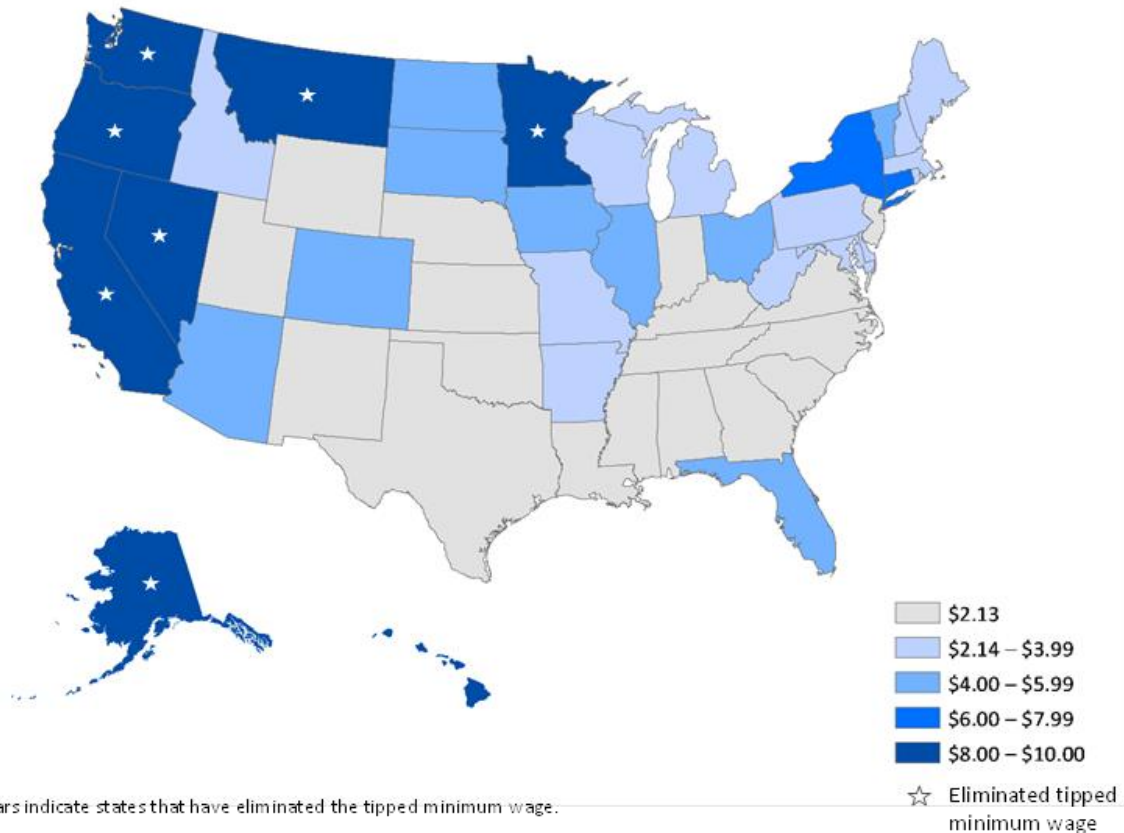 $2.13
$2.14 – $3.99
$4.00 – $5.99
$6.00 – $7.99
$8.00 – $10.00
Eliminated tipped
minimum wage
ars indicate states that have eliminated the tipped minimum wage.